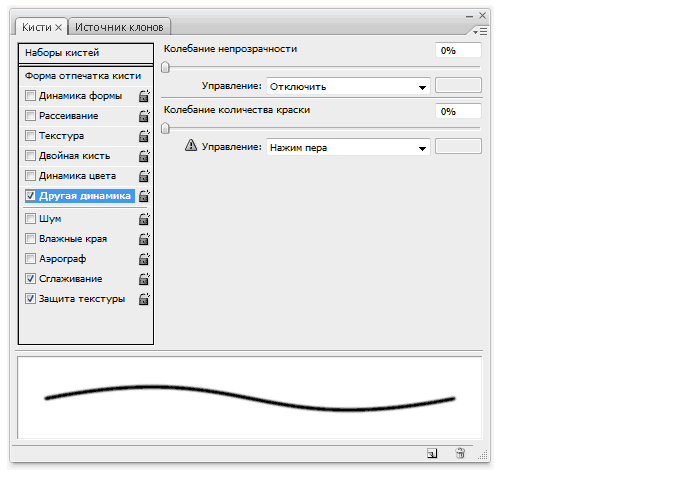 Кисти Источник клонов
Наборы кистей
Форма отпечатка кисти
Динамика формы
Рассеивание
Текстура
Двойная кисть
Динамика цвета
Другая динамика
Шум
Влажные края
Аэрограф
Сглаживание
Защита текстуры
Колебание непрозрачности 0%
Управление: Отключить
Колебание количества краски 0%
Управление: Нажим пера